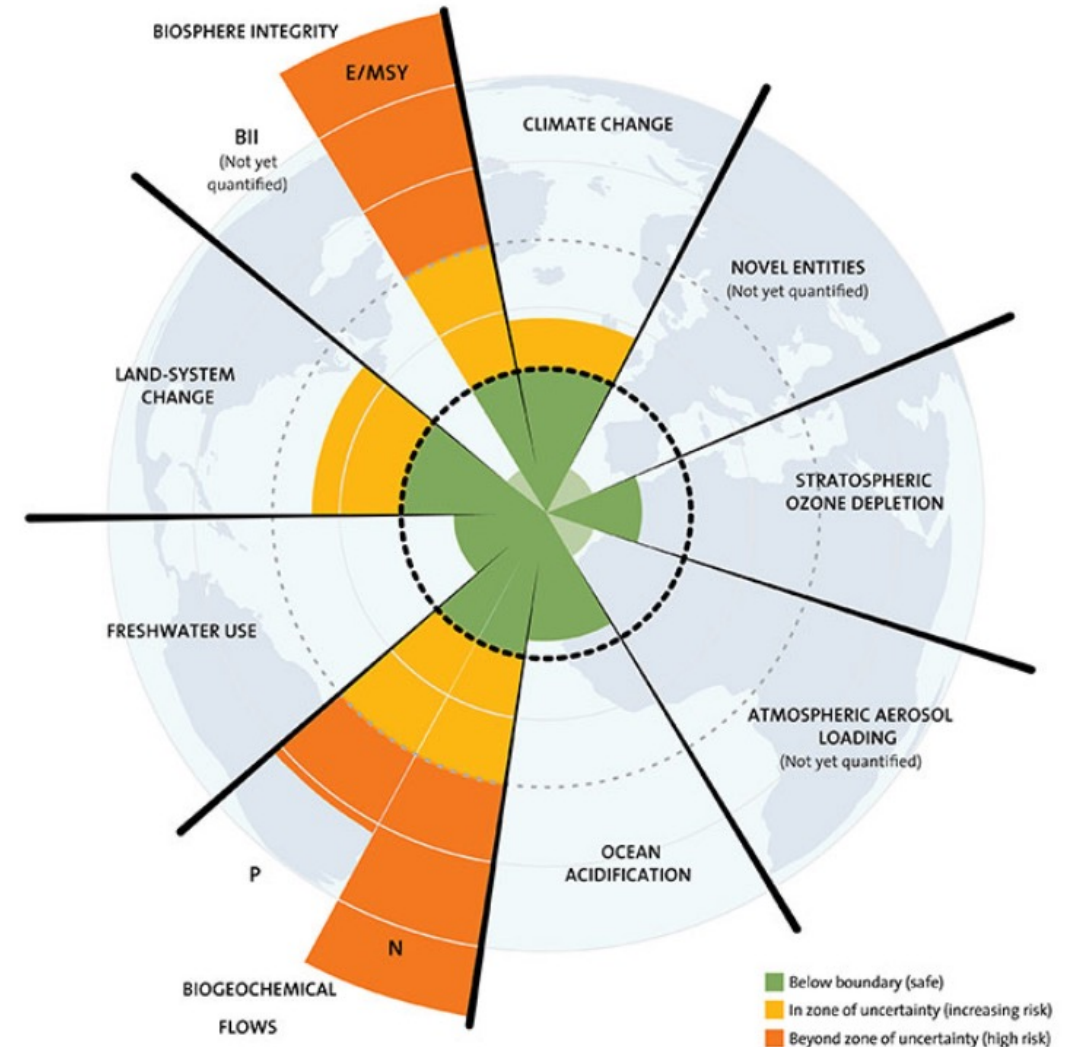 BIOSPHERE INTEGRITY
E/MSY
BII
(Not yet
quantified)
CLIMATE CHANGE
NOVEL ENTITIES
(Not yet quantified)
LAND-SYSTEM
CHANGE
STRATOSPHERIC
OZONE DEPLETION
FRESHWATER USE
ATMOSPHERIC AEROSOL
LOADING
(Not yet quantified)
OCEAN
ACIDIFICATION
P
N
BIOGEOCHEMICAL
FLOWS
Below boundary (safe)
In zone of uncertainty (increasing risk)
Beyond zone of uncertainty (high risk)